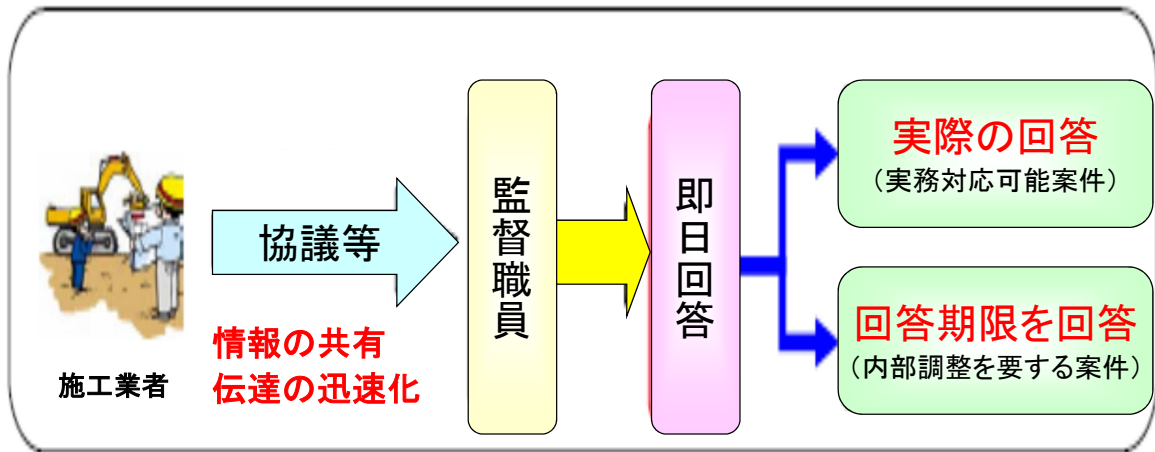 施工業者
協議等
情報の共有
伝達の迅速化
監督職員
即日回答
実際の回答
（実務対応可能案件）
回答期限を回答
（内部調整を要する案件）